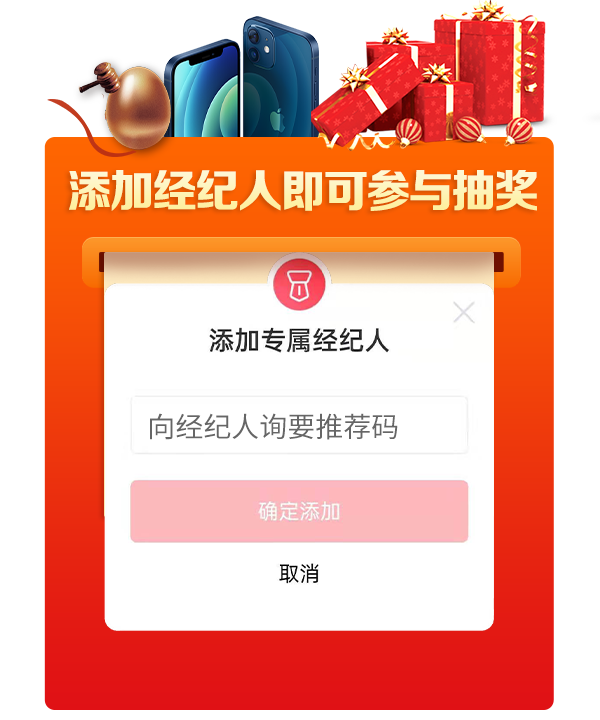 添加经纪人即可参与抽奖
添加专属经纪人
向经纪人询要推荐码
确定添加
取消